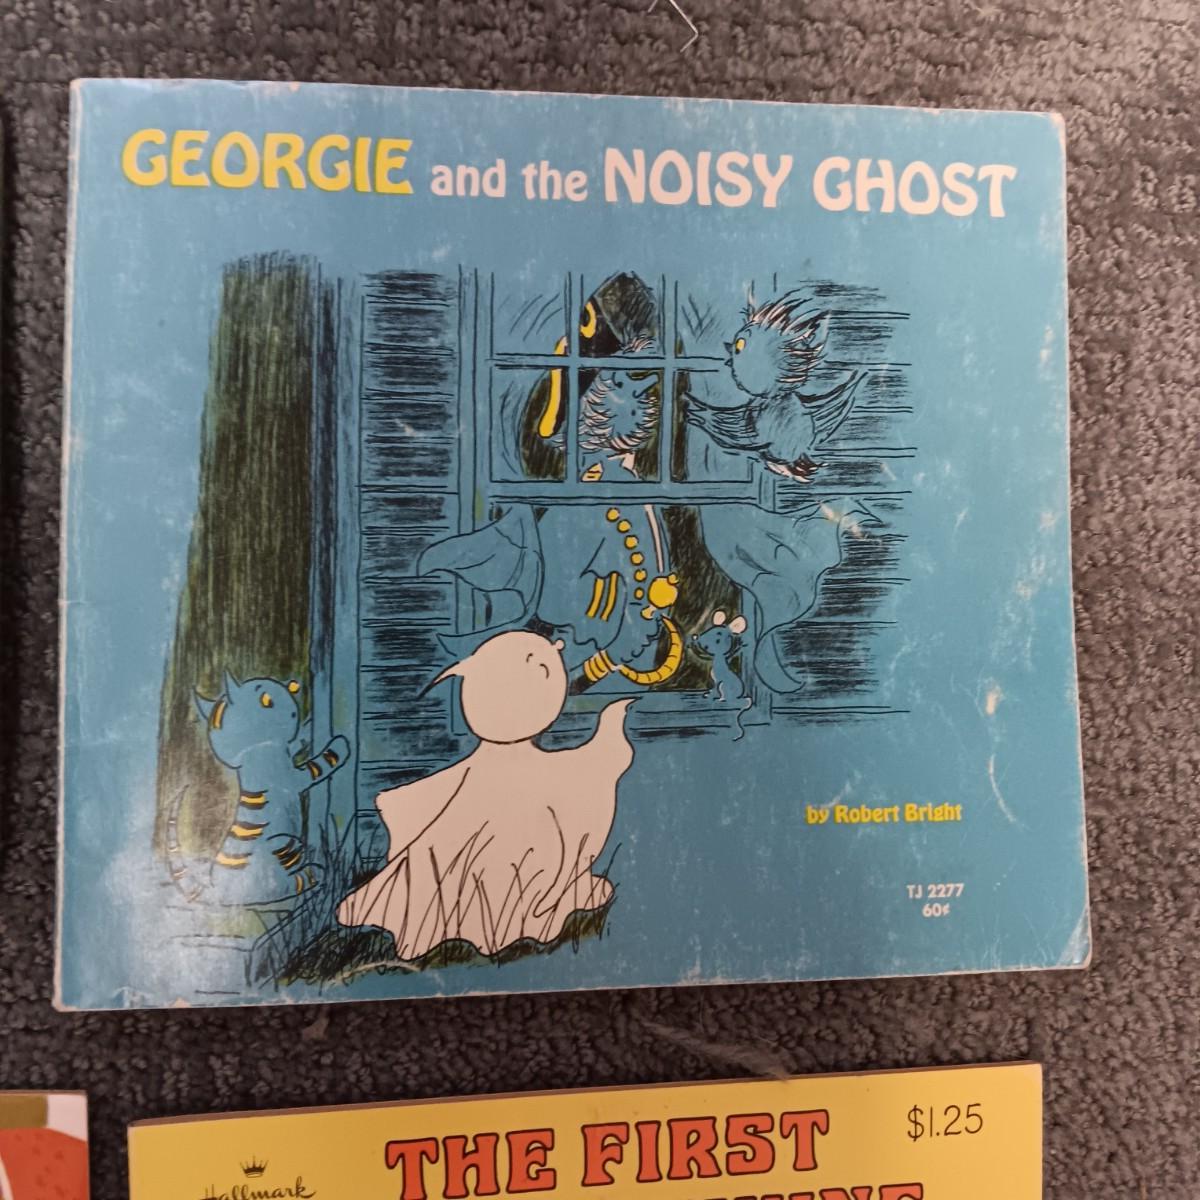 GEORGIE and the NOISY GHOST
by Robert Bright
TJ 2277
60¢
$1.25
THE FIRST
Hallmark